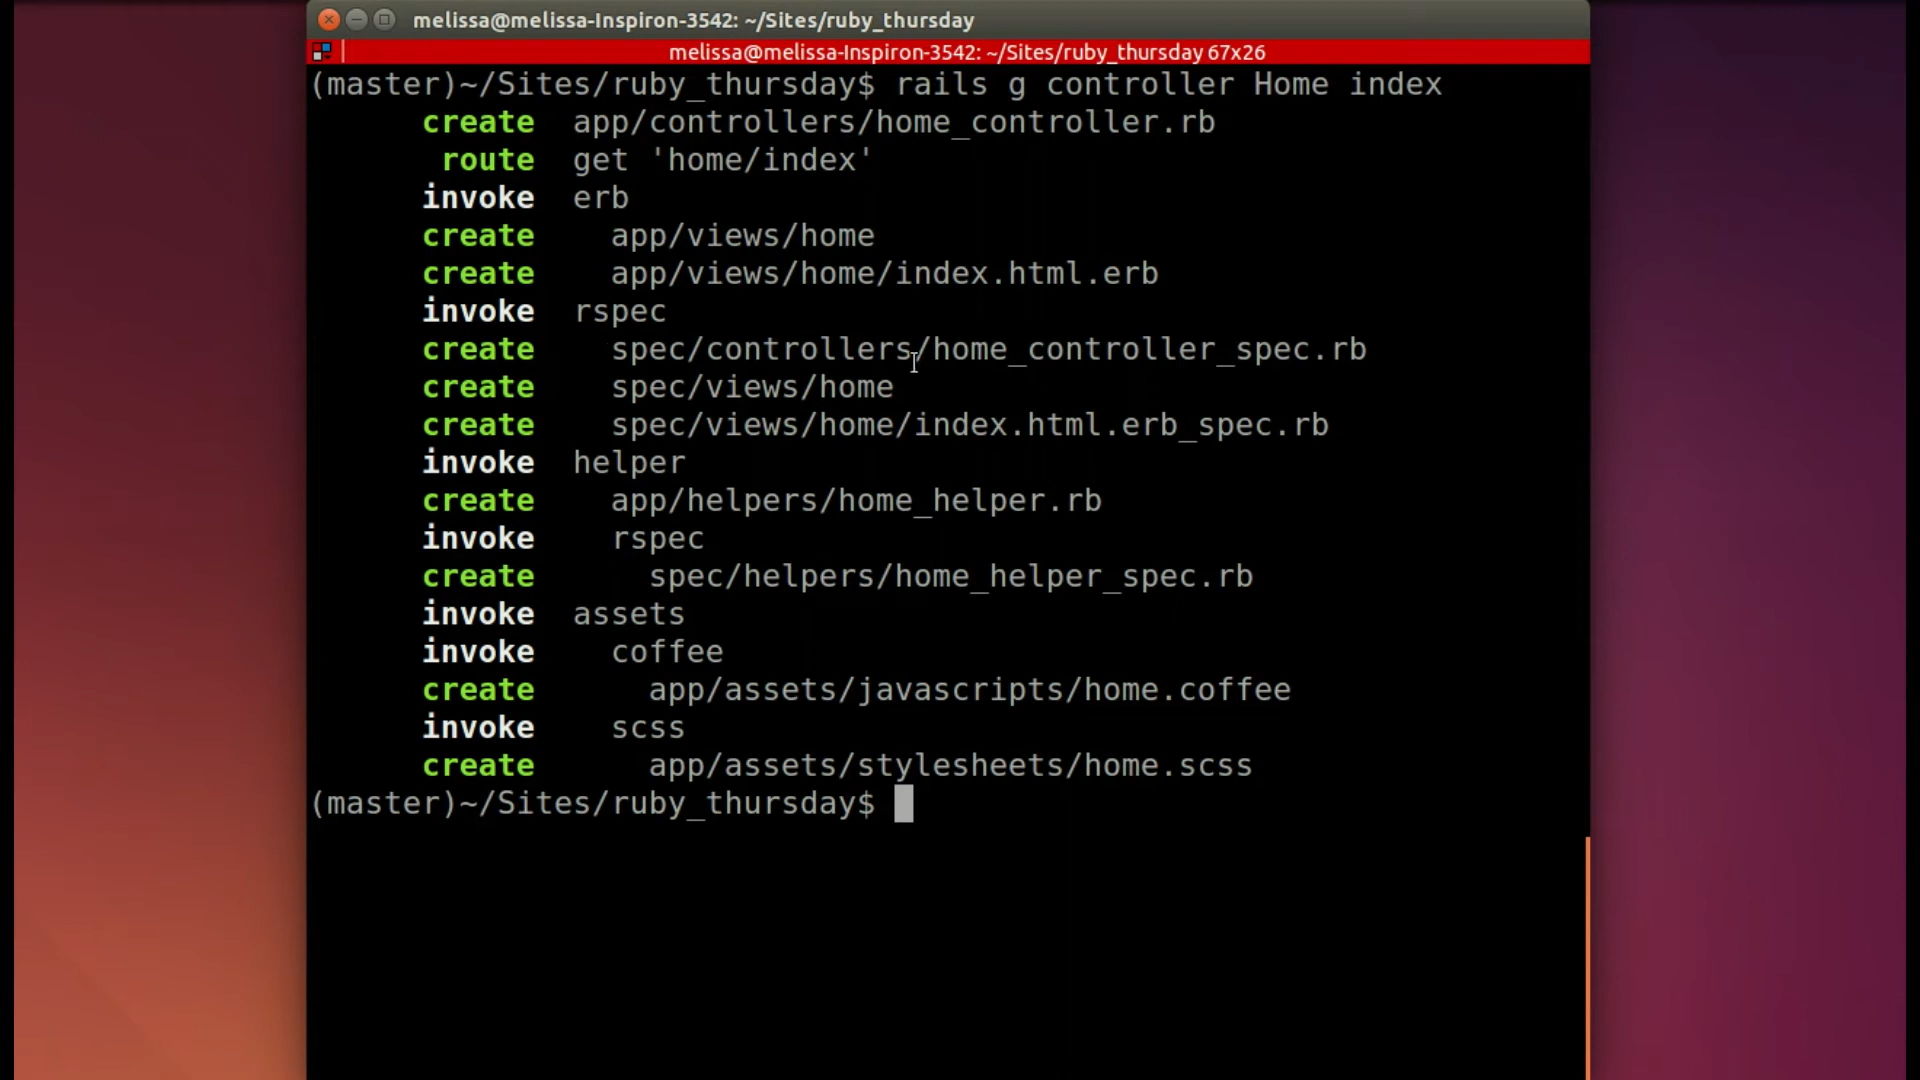 melissa@melissa-Inspiron-3542: ~/Sites/ruby_thursday
melissa@melissa-Inspiron-3542: ~/Sites/ruby_thursday 67x26
(master)~/Sites/ruby_thursday$ rails g controller Home index
create app/controllers/home_controller.rb
route get 'home/index'
invoke erb
create app/views/home
create app/views/home/index.html.erb
invoke rspec
create spec/controllers/home_controller_spec.rb
create spec/views/home
create spec/views/home/index.html.erb_spec.rb
invoke helper
create app/helpers/home_helper.rb
invoke rspec
create spec/helpers/home_helper_spec.rb
invoke assets
invoke coffee
create app/assets/javascripts/home.coffee
invoke scss
create app/assets/stylesheets/home.scss
(master)~/Sites/ruby_thursday$